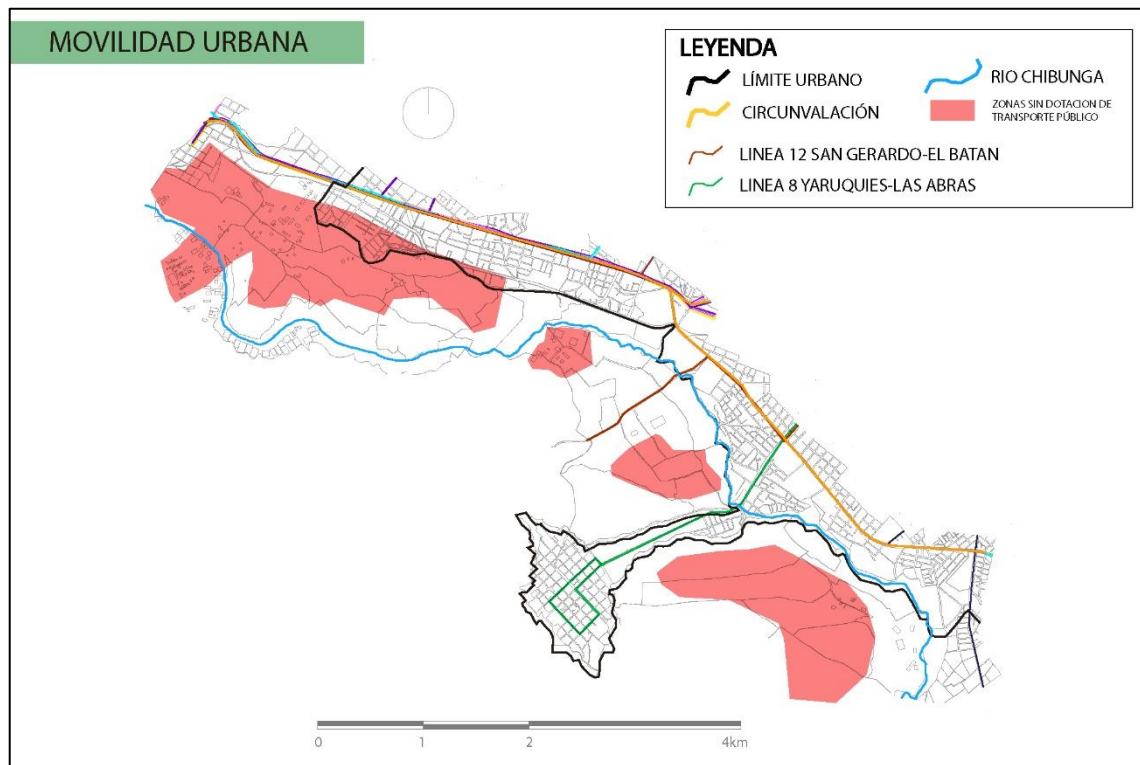 MOVILIDAD URBANA
LEYENDA
LÍMITE URBANO
CIRCUNVALACIÓN
LINEA 12 SAN GERARDO-EL BATAN
LINEA 8 YARUQUIES-LAS ABRAS
RIO CHIBUNGA
ZONAS SIN DOTACION DE
TRANSPORTE PÚBLICO
0 1 2 4km